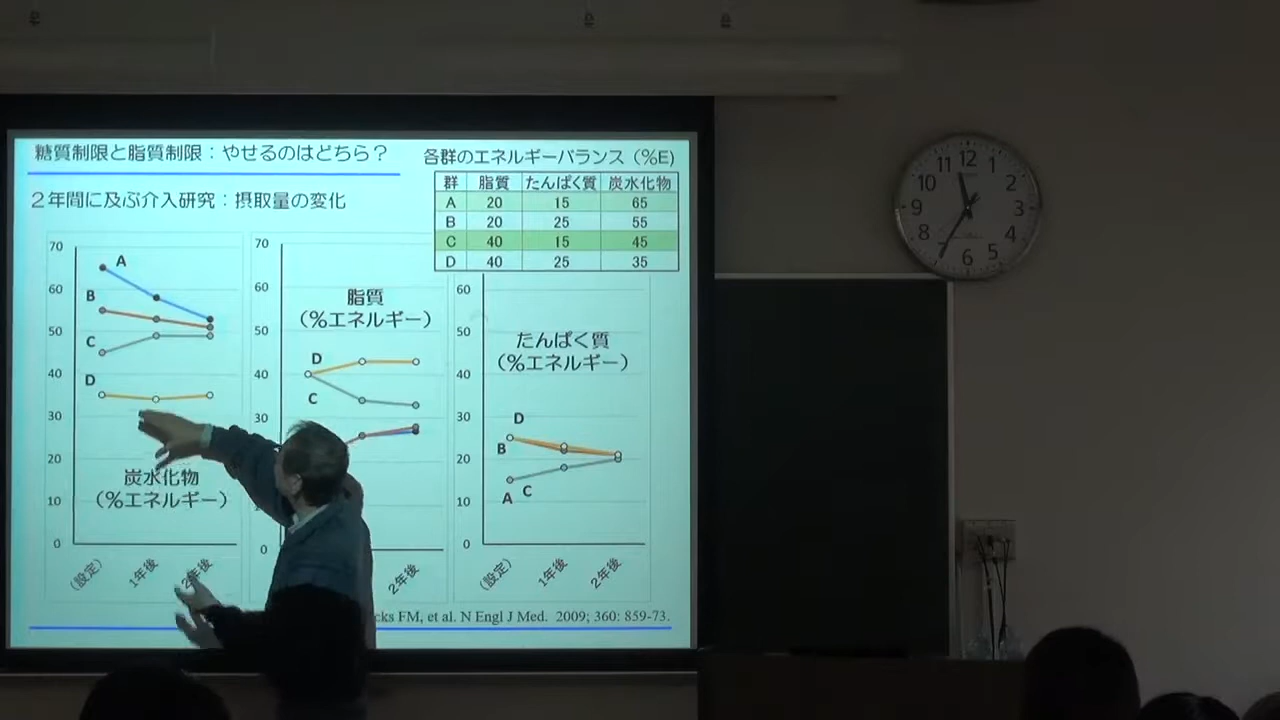 糖質制限と脂質制限：やせるのはどちら？
２年間に及ぶ介入研究：摂取量の変化
各群のエネルギーバランス（%E）
群 脂質 たんぱく質 炭水化物
A 20 15 65
B 20 25 55
C 40 15 45
D 40 25 35
70
60
50
40
30
20
10
0
A
B
C
D
炭水化物
（%エネルギー）
（設定） 1年後 2年後
70
60
50
40
30
0
脂質
（%エネルギー）
D
C
2年後
60
50
40
30
20
10
0
たんぱく質
（%エネルギー）
D
B
A C
（設定） 1年後 2年後
cks FM, et al. N Engl J Med. 2009; 360: 859-73.
11 12 1
10 2
9 3
8 4
6 5